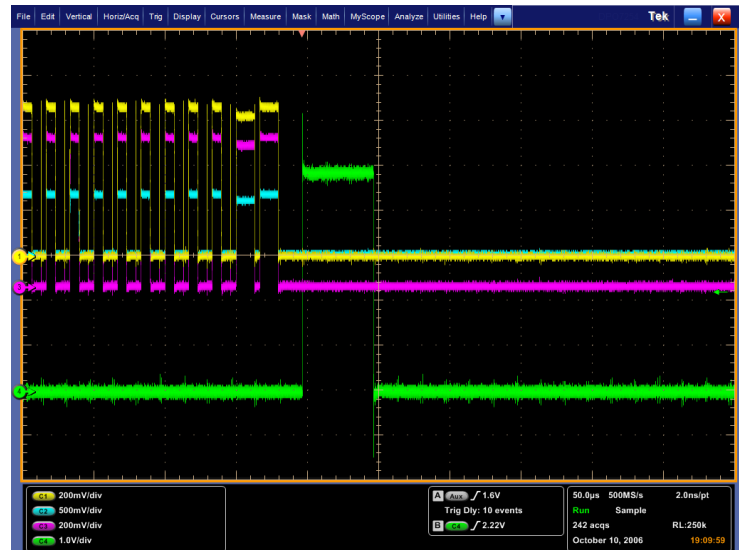 File Edit Vertical Horiz/Acq Trig Display Cursors Measure Mask Math MyScope Analyze Utilities Help Tek X
1
3
4
C1 200mV/div
C2 500mV/div
C3 200mV/div
C4 1.0V/div
A Aux 1.6V
Trig Dly: 10 events
B C4 2.22V
50.0µs 500MS/s 2.0ns/pt
Run Sample
242 acqs RL:250k
October 10, 2006 19:09:59